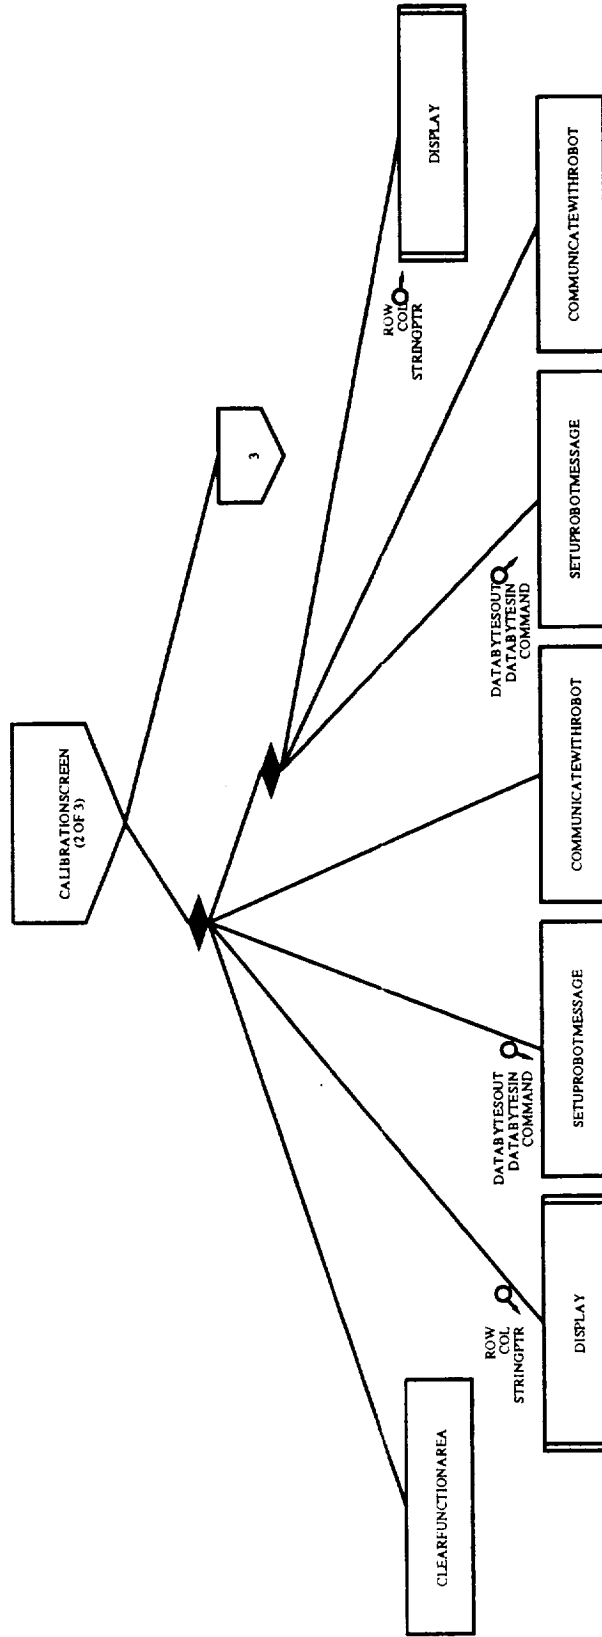 CALIBRATIONSCREEN
(2 OF 3)
3
CLEARFUNCTIONAREA
ROW
COL
STRINGPTR
DISPLAY
DATABYTESOUT
DATABYTESIN
COMMAND
SETUPROBOTMESSAGE
COMMUNICATEWITHROBOT
DATABYTESOUT
DATABYTESIN
COMMAND
SETUPROBOTMESSAGE
COMMUNICATEWITHROBOT
ROW
COL
STRINGPTR
DISPLAY